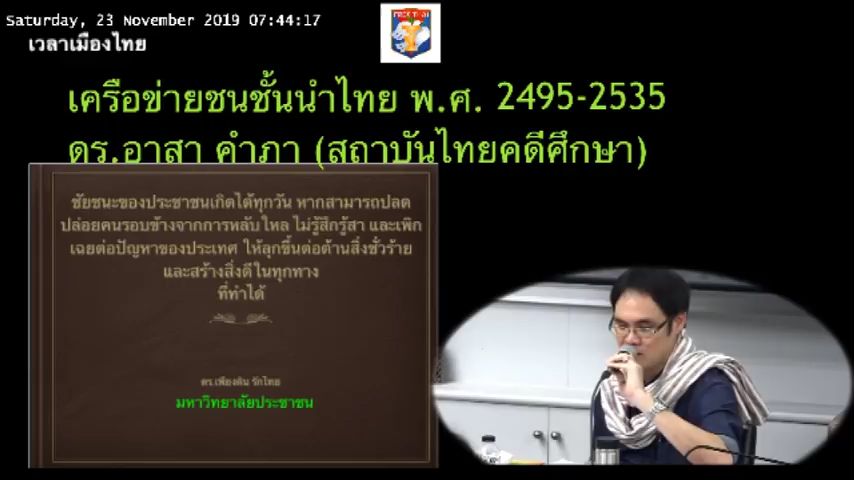 Saturday, 23 November 2019 07:44:17
เวลาเมืองไทย
FREE THAI
เครือข่ายชนชั้นนำไทย พ.ศ. 2495-2535
ดร.อาสา คำภา (สถาบันไทยคดีศึกษา)
ชัยชนะของประชาชนเกิดได้ทุกวัน หากสามารถปลด
ปล่อยคนรอบข้างจากการหลับใหล ไม่รู้สึกรู้สา และเพิก
เฉยต่อปัญหาของประเทศ ให้ลุกขึ้นต่อต้านสิ่งชั่วร้าย
และสร้างสิ่งดีในทุกทาง
ที่ทำได้
ดร.เพียงดิน รักไทย
มหาวิทยาลัยประชาชน